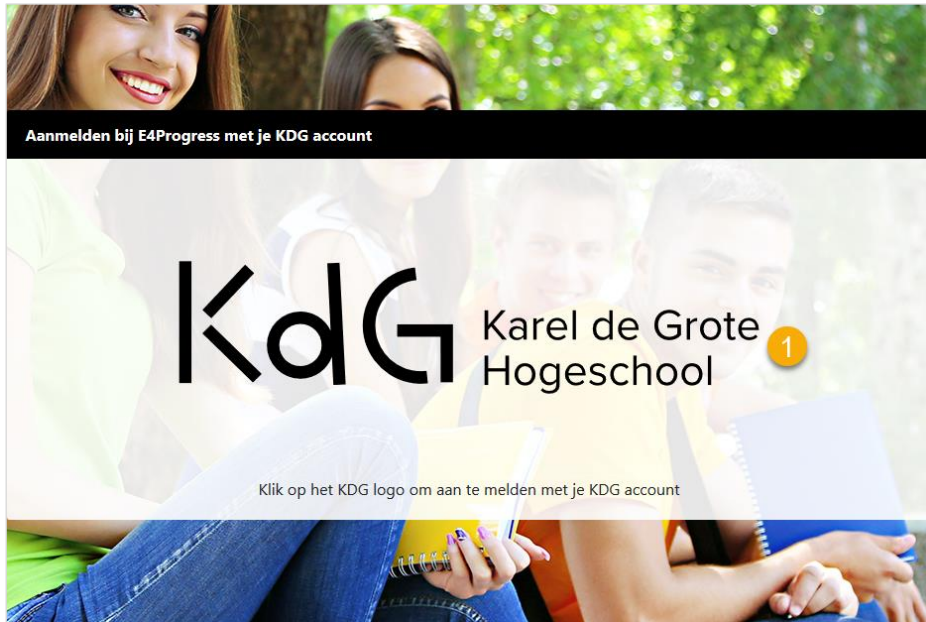 Aanmelden bij E4Progress met je KDG account
KdG
Karel de Grote
Hogeschool
1
Klik op het KDG logo om aan te melden met je KDG account